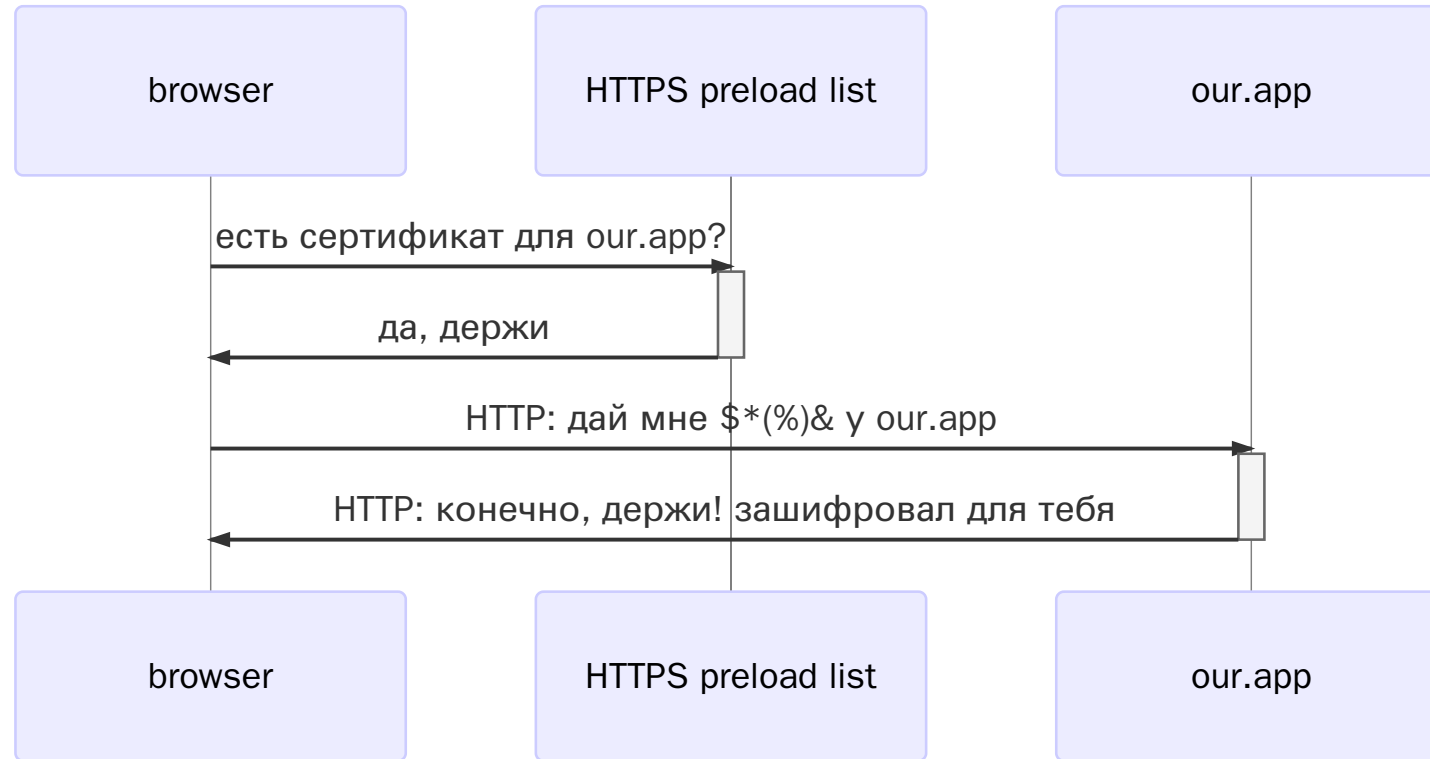 browser
HTTPS preload list
our.app
есть сертификат для our.app?
да, держи
HTTP: дай мне $*(%)& у our.app
HTTP: конечно, держи! зашифровал для тебя
browser
HTTPS preload list
our.app